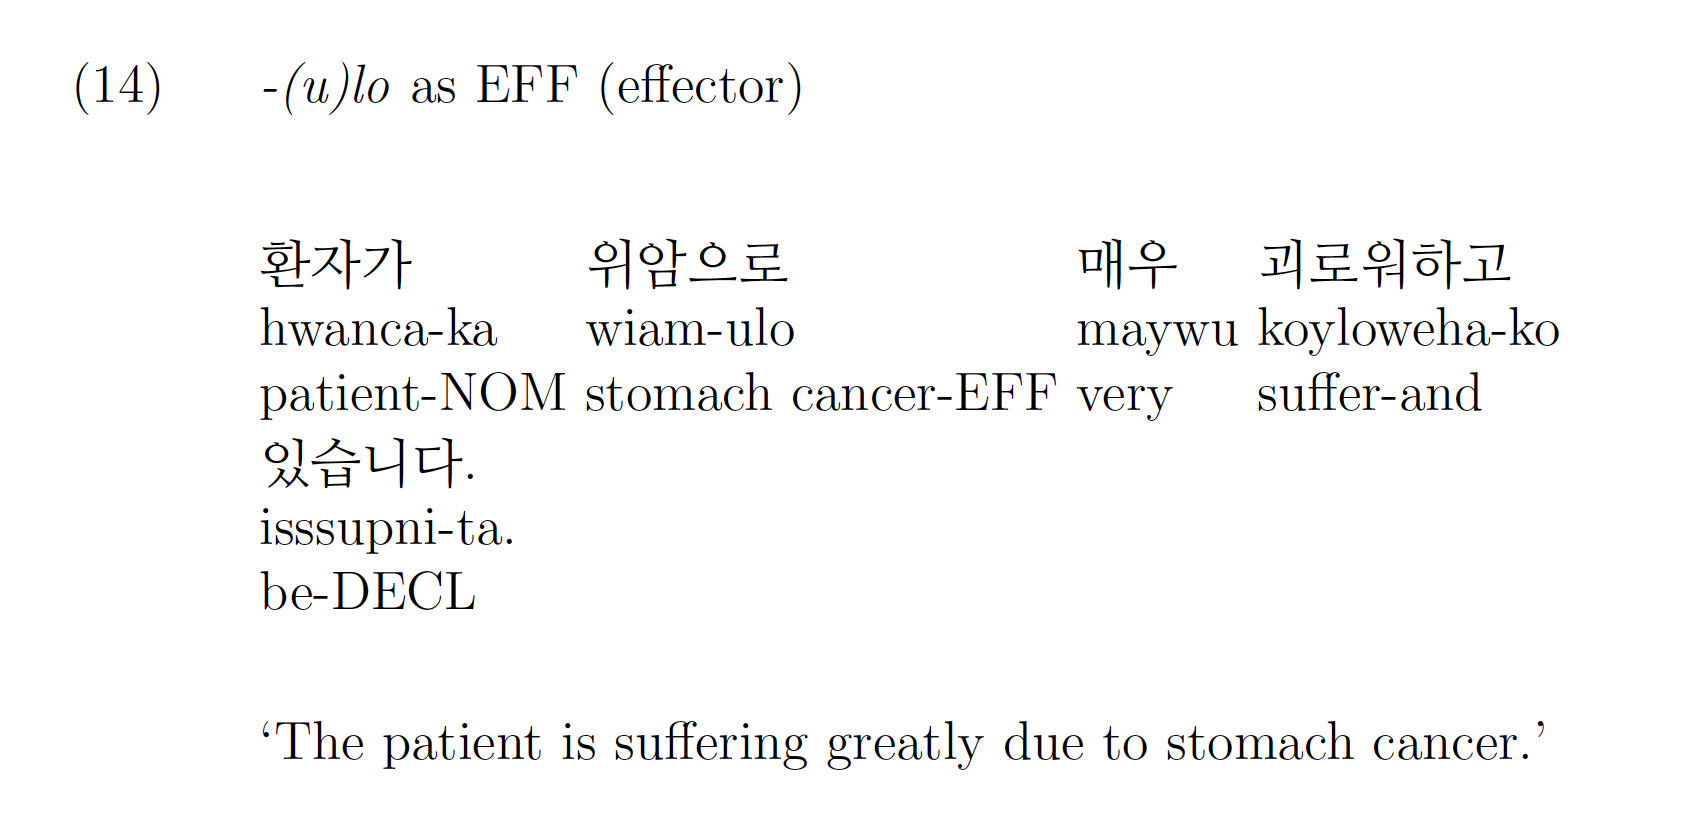 (14) -(u)lo as EFF (effector)
환자가 위암으로 매우 괴로워하고
hwanca-ka wiam-ulo maywu koyloweha-ko
patient-NOM stomach cancer-EFF very suffer-and
있습니다.
isssupni-ta.
be-DECL
‘The patient is suffering greatly due to stomach cancer.’